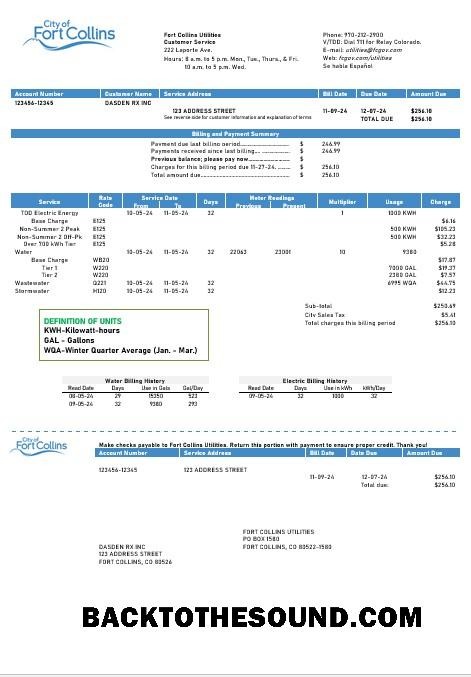 City of
Fort Collins
Fort Collins Utilities
Customer Service
222 Laporte Ave.
Hours: 8 a.m. to 5 p.m. Mon., Tue., Thurs., & Fri.
10 a.m. to 5 p.m. Wed.
Phone: 970-212-2900
V/TDD: Dial 711 for Relay Colorado.
E-mail: utilities@fcgov.com
Web: fcgov.com/utilities
Se hable Español
Account Number Customer Name Service Address Bill Date Due Date Amount Due
123456-12345 DASDEN RX INC
123 ADDRESS STREET 11-09-24 12-07-24 $256.10
See reverse side for customer information and explanation of terms TOTAL DUE $256.10
Billing and Payment Summary
Payment due last billing period $ 246.99
Payments received since last billing $ 246.99
Previous balance; please pay now $
Charges for this billing period due 11-27-24 $ 256.10
Total amount due $ 256.10
Service Rate Code Service Date From To Days Meter Readings Previous Present Multiplier Usage Charge
TOD Electric Energy 10-05-24 11-05-24 32 1 1000 KWH
Base Charge E125 $6.16
Non-Summer 2 Peak E125 500 KWH $105.23
Non-Summer 2 Off-Pk E125 500 KWH $32.23
Over 700 kWh Tier E125 $5.28
Water 10-05-24 11-05-24 32 22063 23001 10 9380
Base Charge WB20 $17.87
Tier 1 W220 7000 GAL $19.37
Tier 2 W220 2380 GAL $7.57
Wastewater Q221 10-05-24 11-05-24 32 6995 WQA $44.75
Stormwater H120 10-05-24 11-05-24 32 $12.23
Sub-total $250.69
City Sales Tax $5.41
Total charges this billing period $256.10
DEFINITION OF UNITS
KWH-Kilowatt-hours
GAL - Gallons
WQA-Winter Quarter Average (Jan. - Mar.)
Water Billing History
Read Date Days Use in Gals Gal/Day
08-05-24 29 15350 523
09-05-24 32 9380 293
Electric Billing History
Read Date Days Use in kWh kWh/Day
09-05-24 32 1000 32
City of
Fort Collins
Make checks payable to Fort Collins Utilities. Return this portion with payment to ensure proper credit. Thank you!
Account Number Service Address Bill Date Date Due Amount Due
123456-12345 123 ADDRESS STREET
11-09-24 12-07-24 $256.10
Total due: $256.10
FORT COLLINS UTILITIES
PO BOX 1580
FORT COLLINS, CO 80522-1580
DASDEN RX INC
123 ADDRESS STREET
FORT COLLINS, CO 80526
BACKTOTHESOUND.COM